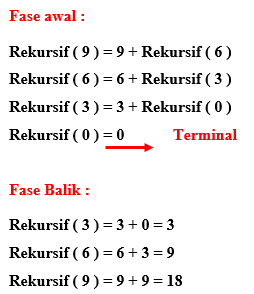 Fase awal :
Rekursif ( 9 ) = 9 + Rekursif ( 6 )
Rekursif ( 6 ) = 6 + Rekursif ( 3 )
Rekursif ( 3 ) = 3 + Rekursif ( 0 )
Rekursif ( 0 ) = 0 Terminal
Fase Balik :
Rekursif ( 3 ) = 3 + 0 = 3
Rekursif ( 6 ) = 6 + 3 = 9
Rekursif ( 9 ) = 9 + 9 = 18